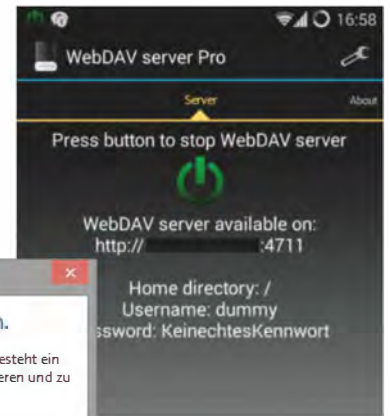 16:58
WebDAV server Pro
Server
About
Press button to stop WebDAV server
WebDAV server available on:
http:// :4711
Home directory: /
Username: dummy
ssword: KeinechtesKennwort
esteht ein
eren und zu